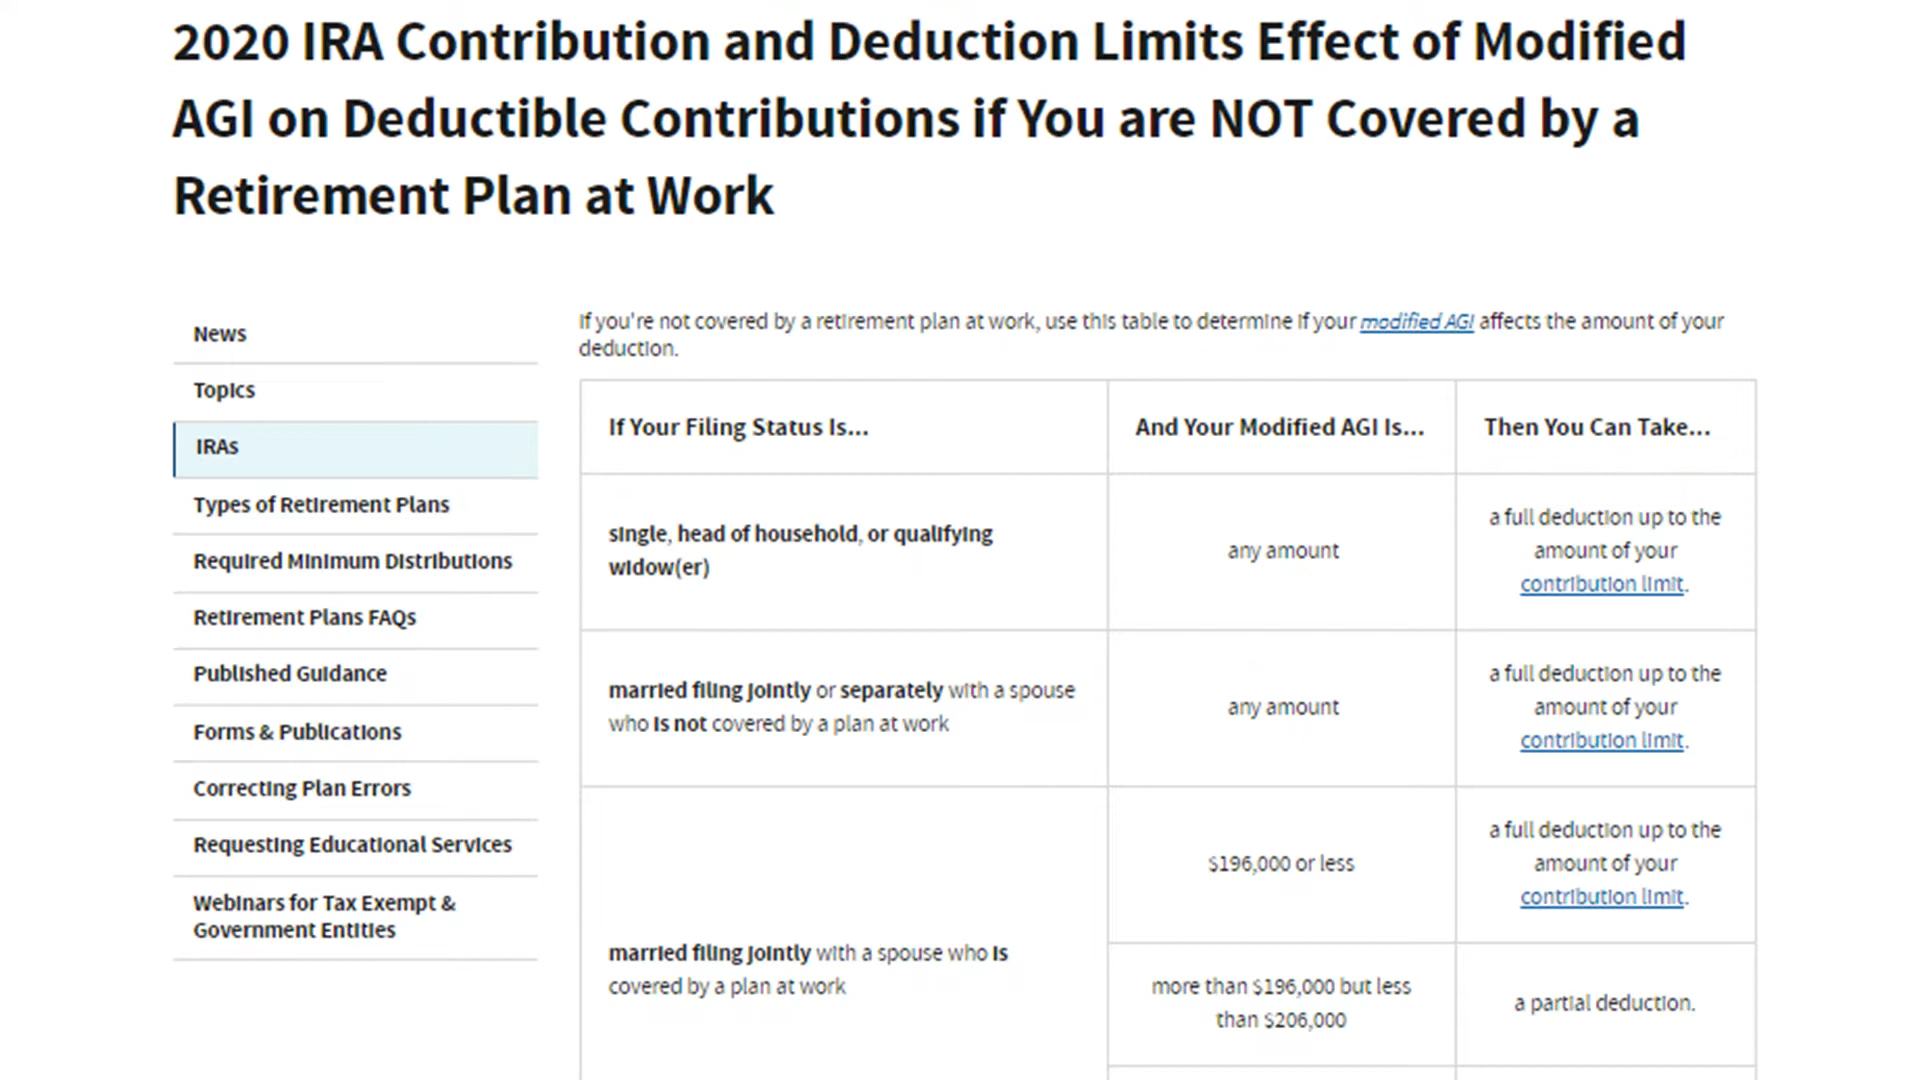 2020 IRA Contribution and Deduction Limits Effect of Modified
AGI on Deductible Contributions if You are NOT Covered by a
Retirement Plan at Work
News
Topics
IRAs
Types of Retirement Plans
Required Minimum Distributions
Retirement Plans FAQs
Published Guidance
Forms & Publications
Correcting Plan Errors
Requesting Educational Services
Webinars for Tax Exempt &
Government Entities
If you're not covered by a retirement plan at work, use this table to determine if your modified AGI affects the amount of your
deduction.
If Your Filing Status Is...
And Your Modified AGI Is...
Then You Can Take...
single, head of household, or qualifying
widow(er)
any amount
a full deduction up to the
amount of your
contribution limit.
married filing jointly or separately with a spouse
who is not covered by a plan at work
any amount
a full deduction up to the
amount of your
contribution limit.
married filing jointly with a spouse who is
covered by a plan at work
$196,000 or less
a full deduction up to the
amount of your
contribution limit.
more than $196,000 but less
than $206,000
a partial deduction.